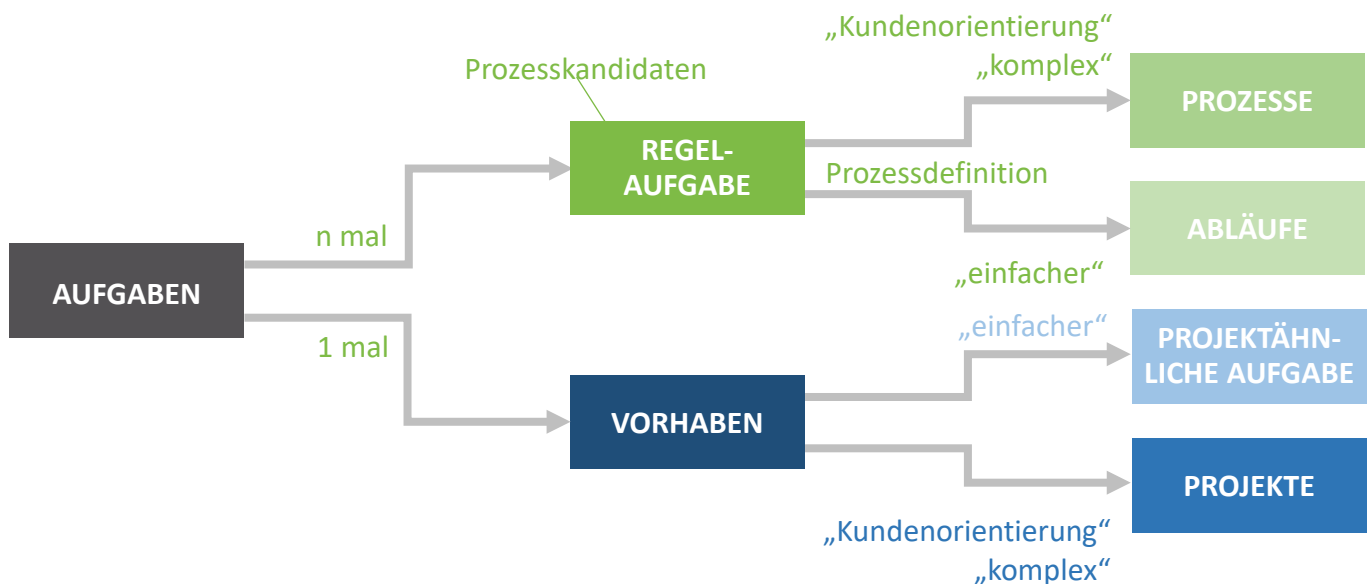 „Kundenorientierung“
„komplex“
Prozesskandidaten
PROZESSE
REGEL-
AUFGABE
Prozessdefinition
ABLÄUFE
n mal
„einfacher“
AUFGABEN
„einfacher“
PROJEKTÄHN-
LICHE AUFGABE
1 mal
VORHABEN
PROJEKTE
„Kundenorientierung“
„komplex“